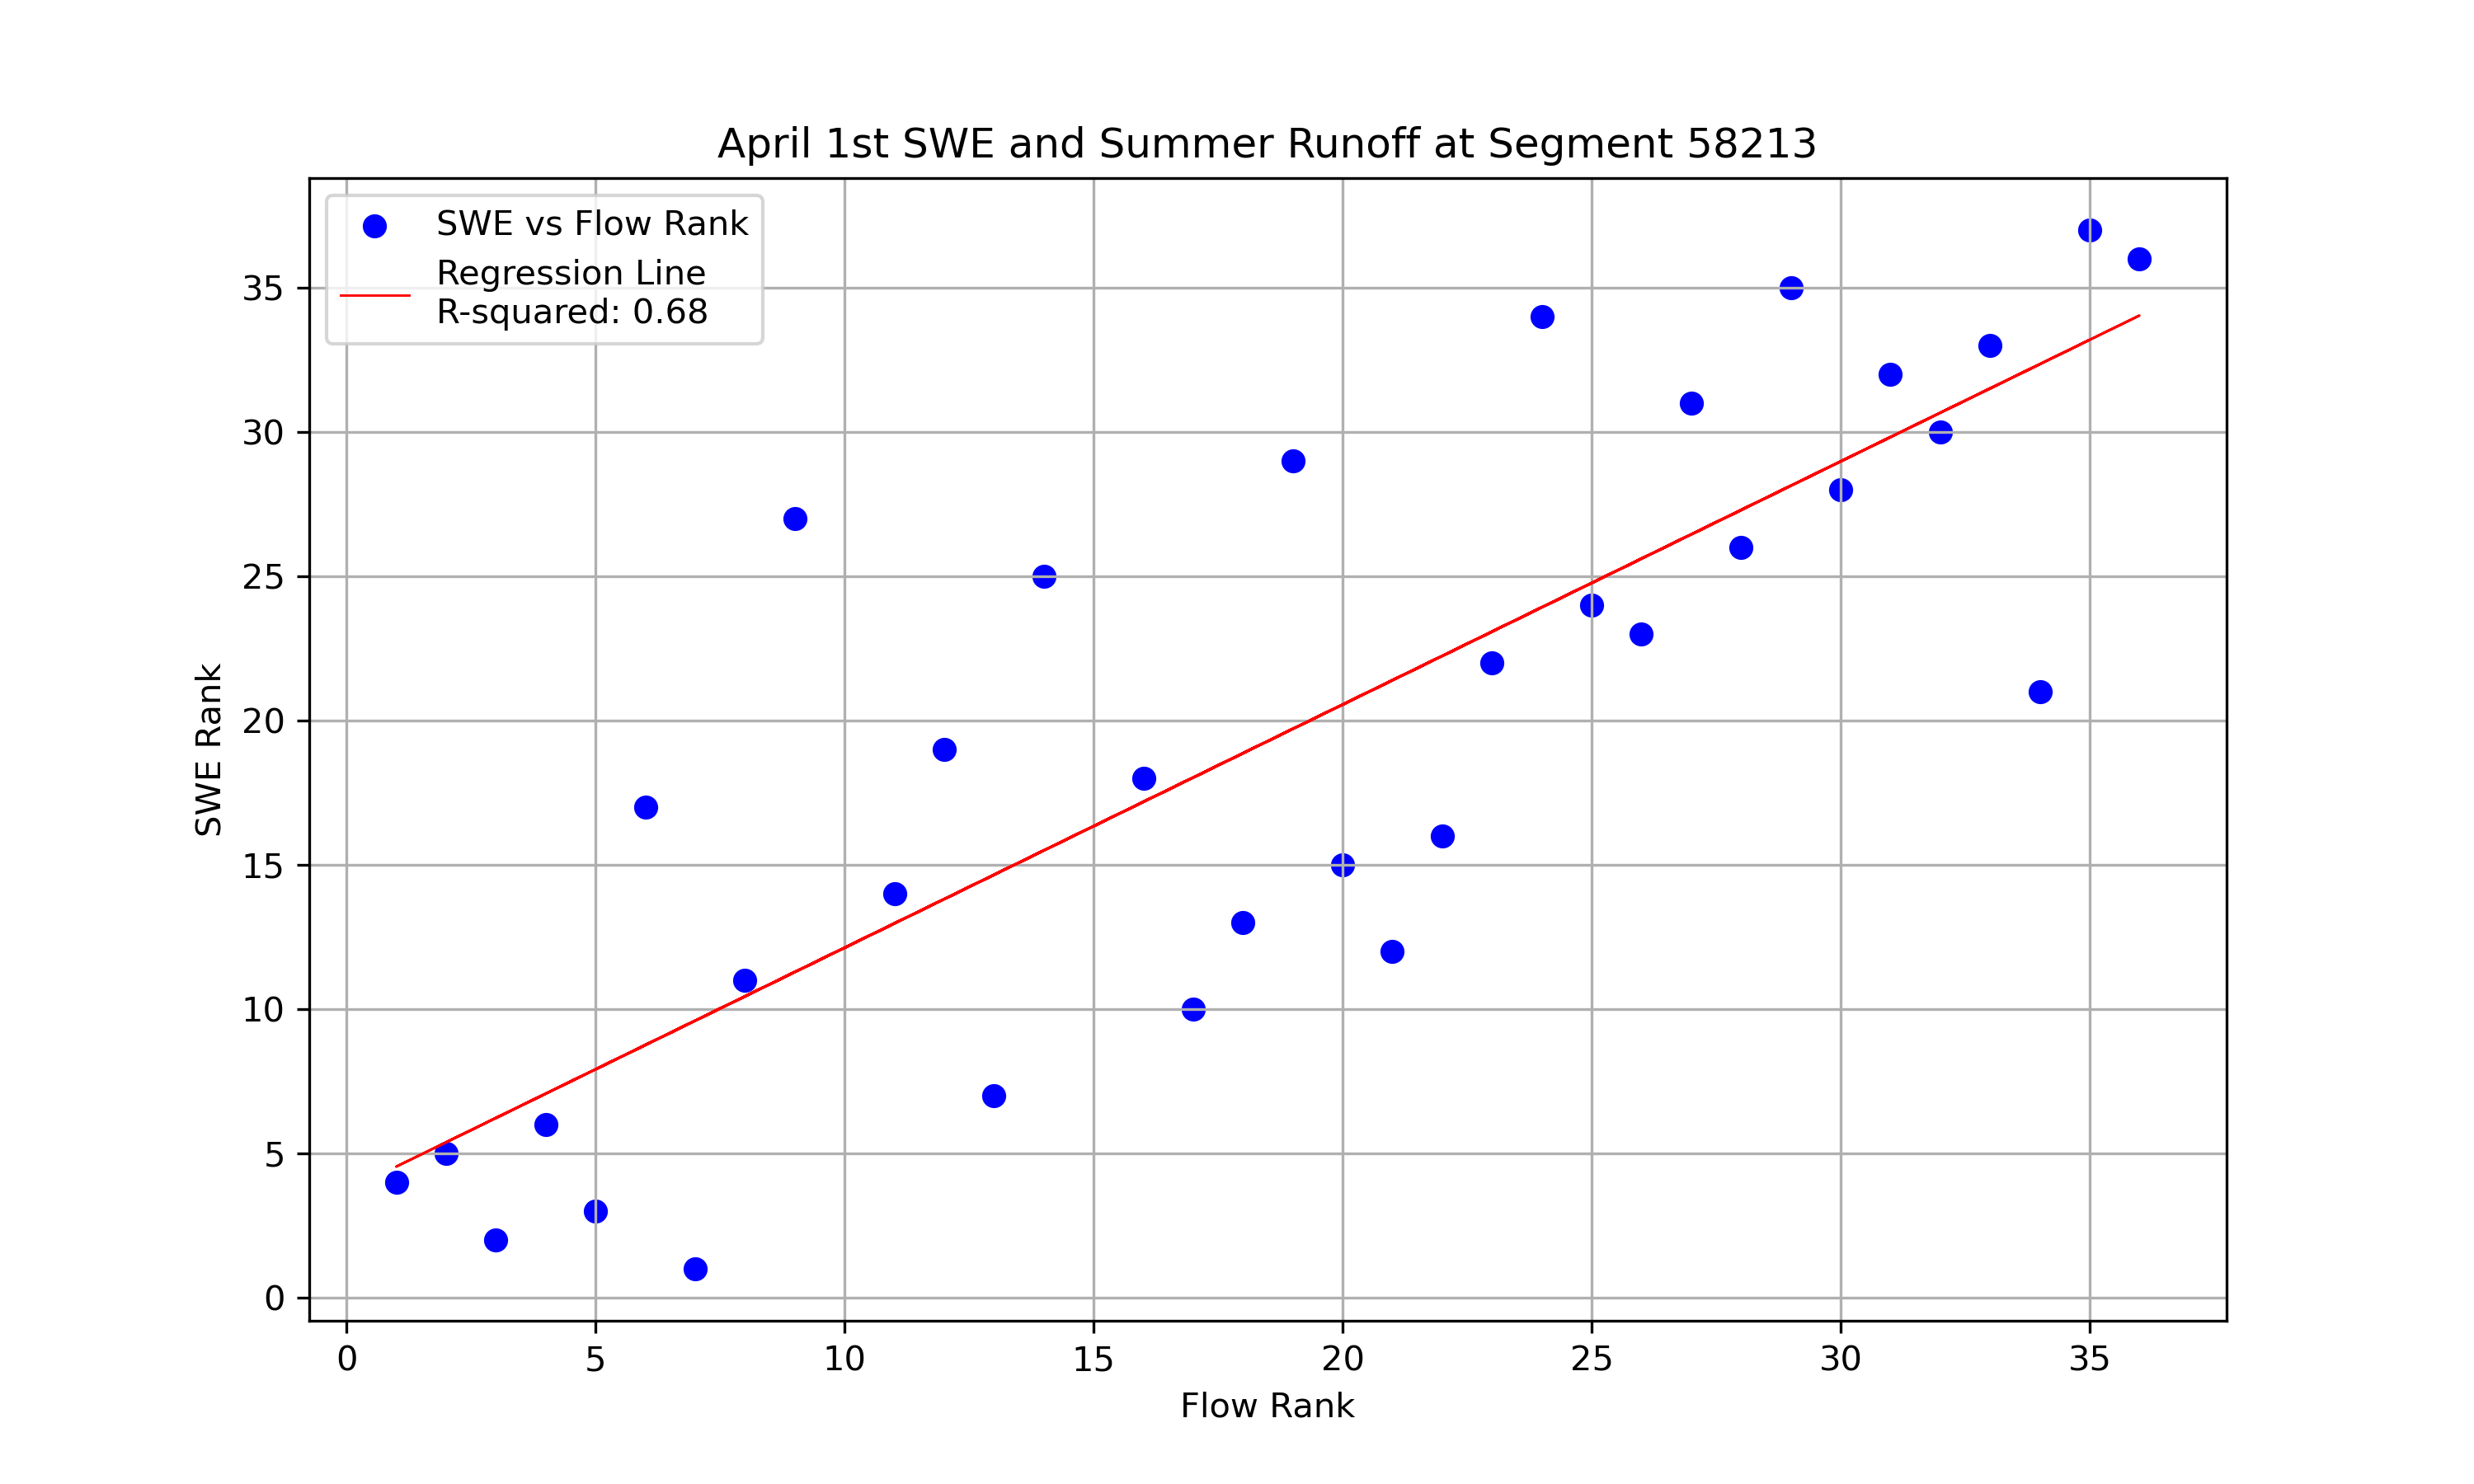 April 1st SWE and Summer Runoff at Segment 58213
SWE vs Flow Rank
Regression Line
R-squared: 0.68
SWE Rank
35
30
25
20
15
10
5
0
0 5 10 15 20 25 30 35
Flow Rank